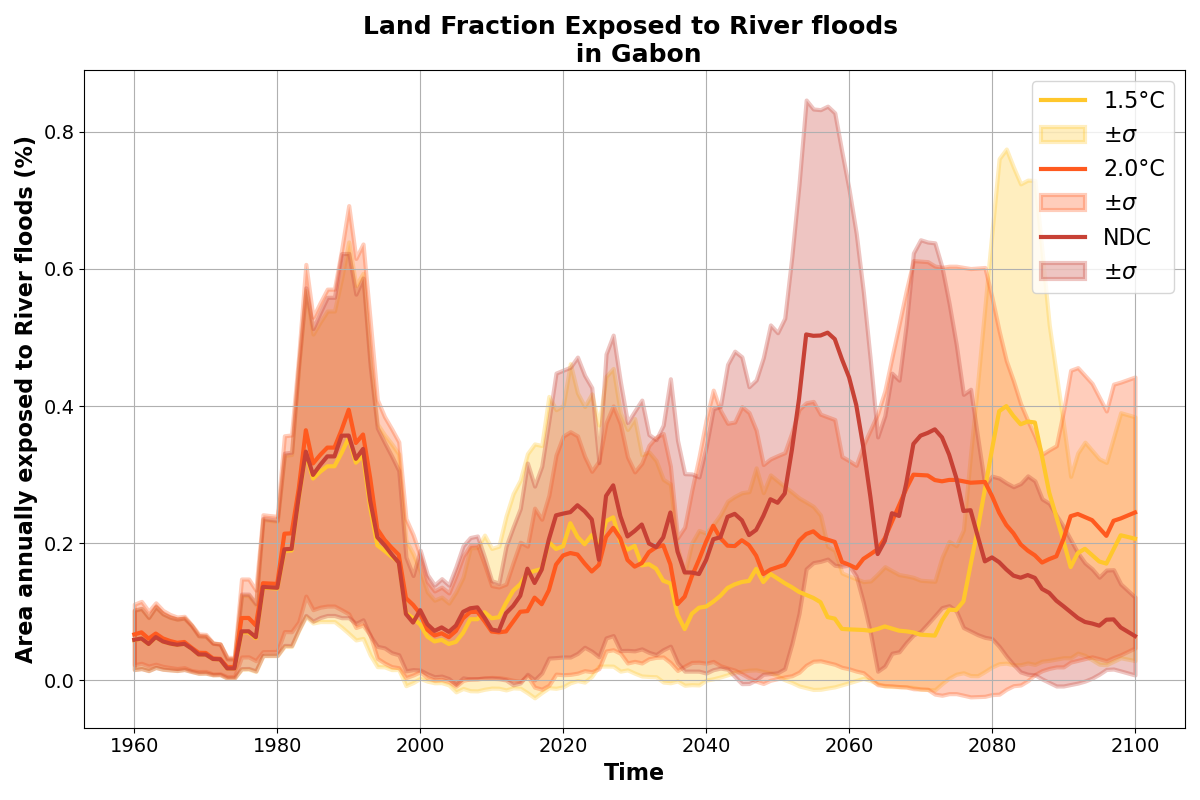 Land Fraction Exposed to River floods
in Gabon
Area annually exposed to River floods (%)
0.8
0.6
0.4
0.2
0.0
1.5°C
±σ
2.0°C
±σ
NDC
±σ
1960 1980 2000 2020 2040 2060 2080 2100
Time